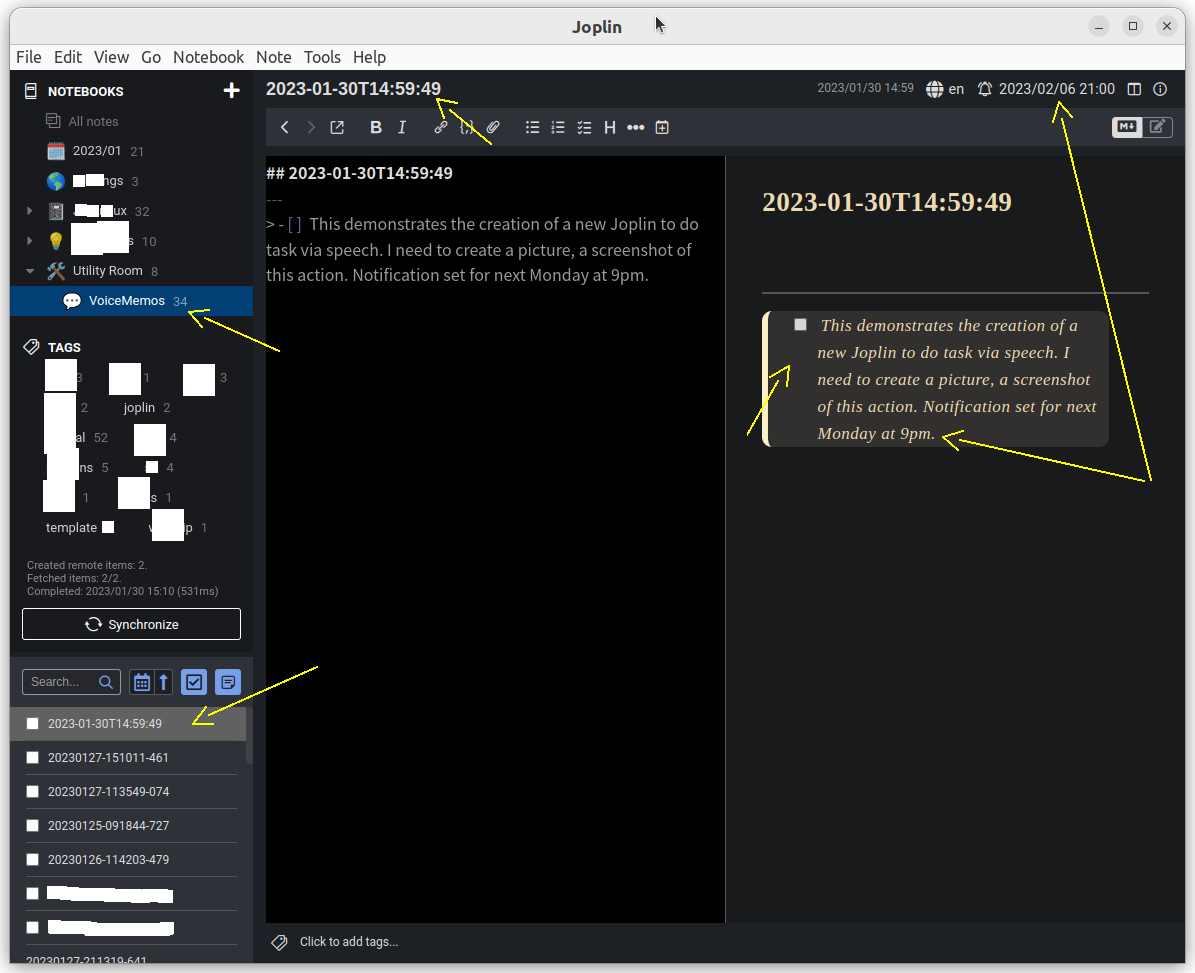 Joplin
File Edit View Go Notebook Note Tools Help
NOTEBOOKS
All notes
2023/01 21
ngs 3
ux 32
s 10
Utility Room 8
VoiceMemos 34
TAGS
3 1 3
2 joplin 2
al 52 4
ns 5 4
1 s 1
template ip 1
Created remote items: 2.
Fetched items: 2/2.
Completed: 2023/01/30 15:10 (531ms)
Synchronize
Search...
2023-01-30T14:59:49
20230127-151011-461
20230127-113549-074
20230125-091844-727
20230126-114203-479
20230127-211319-641
2023-01-30T14:59:49
2023/01/30 14:59 en 2023/02/06 21:00
B I H
M
## 2023-01-30T14:59:49
---
> - [ ] This demonstrates the creation of a new Joplin to do
task via speech. I need to create a picture, a screenshot of
this action. Notification set for next Monday at 9pm.
2023-01-30T14:59:49
This demonstrates the creation of a
new Joplin to do task via speech. I
need to create a picture, a screenshot
of this action. Notification set for next
Monday at 9pm.
Click to add tags...